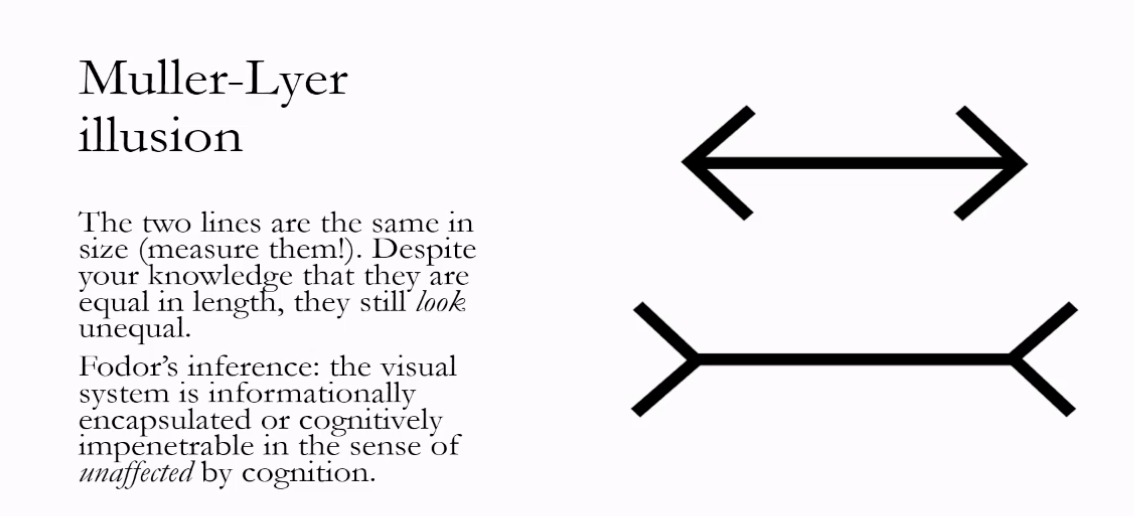 Muller-Lyer
illusion
The two lines are the same in
size (measure them!). Despite
your knowledge that they are
equal in length, they still look
unequal.
Fodor’s inference: the visual
system is informationally
encapsulated or cognitively
impenetrable in the sense of
unaffected by cognition.